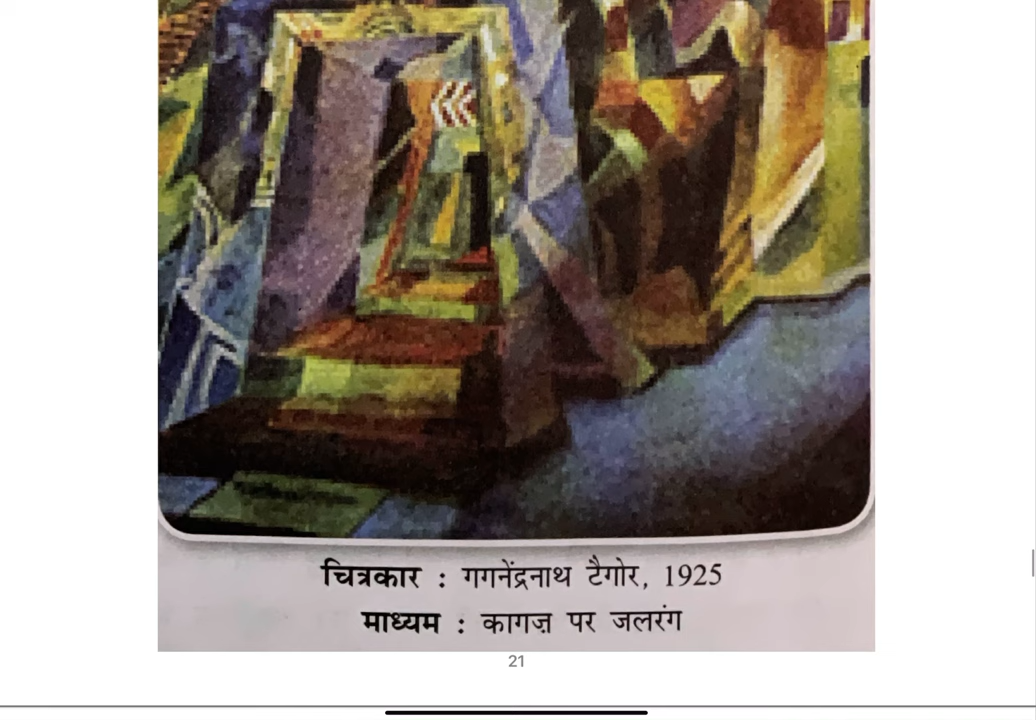 चित्रकार : गगनेंद्रनाथ टैगोर, 1925
माध्यम : कागज़ पर जलरंग
21